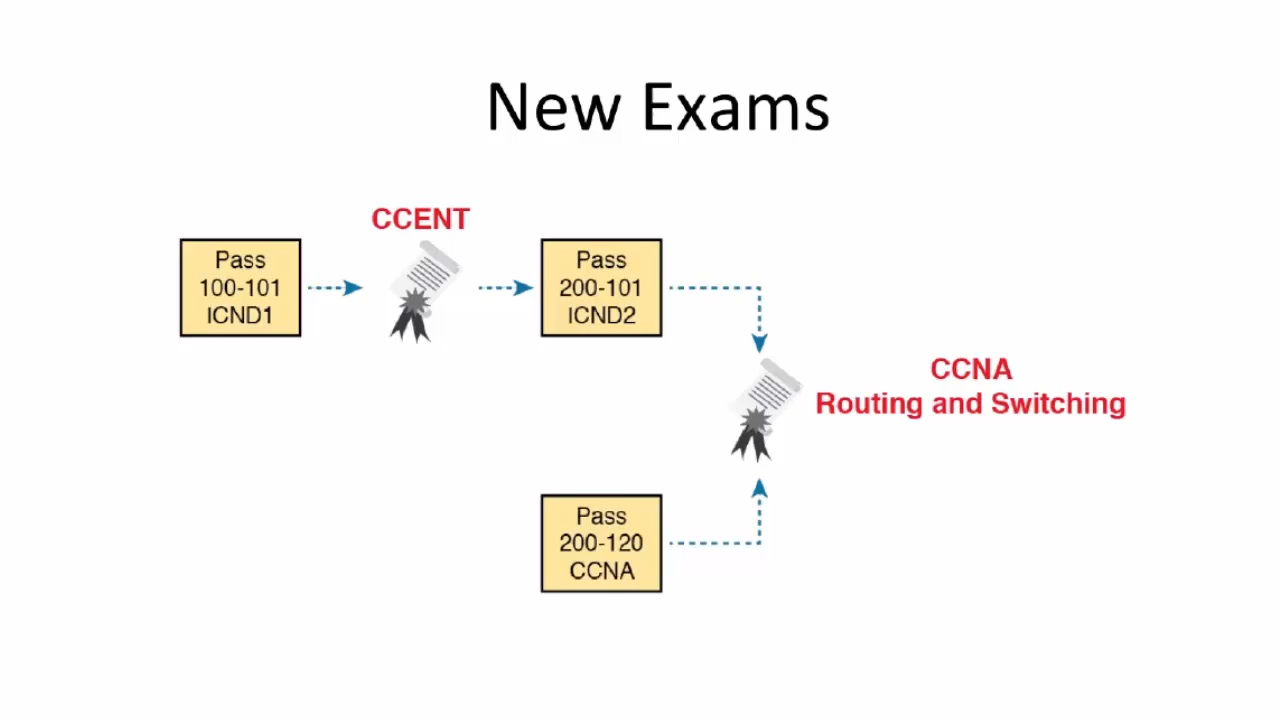 New Exams
CCENT
Pass
100-101
ICND1
Pass
200-101
ICND2
CCNA
Routing and Switching
Pass
200-120
CCNA